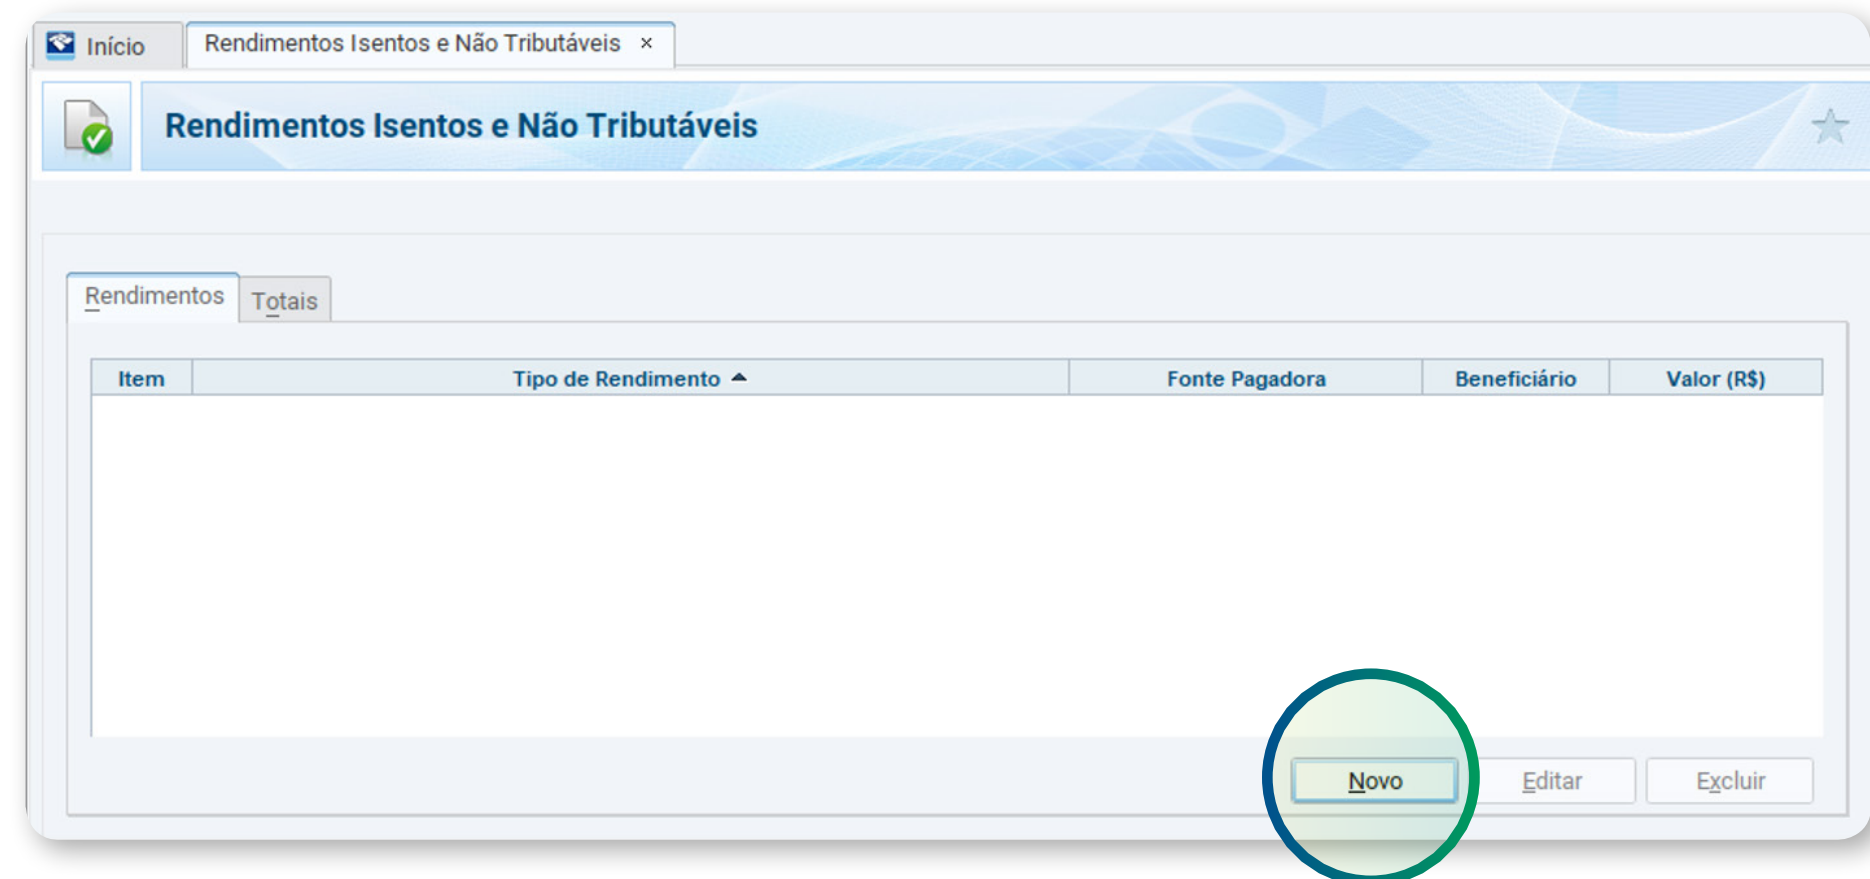 Início
Rendimentos Isentos e Não Tributáveis ×
Rendimentos Isentos e Não Tributáveis
Rendimentos
Totais
Item Tipo de Rendimento Fonte Pagadora Beneficiário Valor (R$)
Novo Editar Excluir